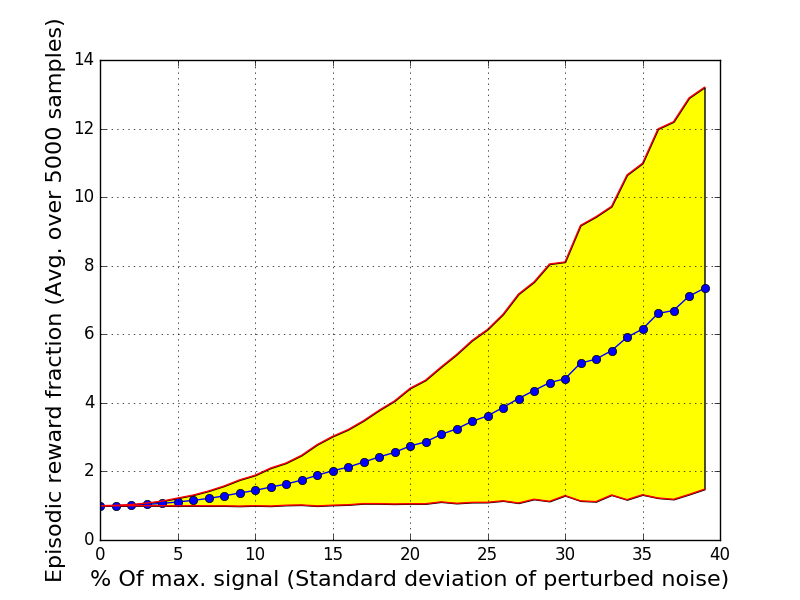 Episodic reward fraction (Avg. over 5000 samples)
14
12
10
8
6
4
2
0
0 5 10 15 20 25 30 35 40
% Of max. signal (Standard deviation of perturbed noise)